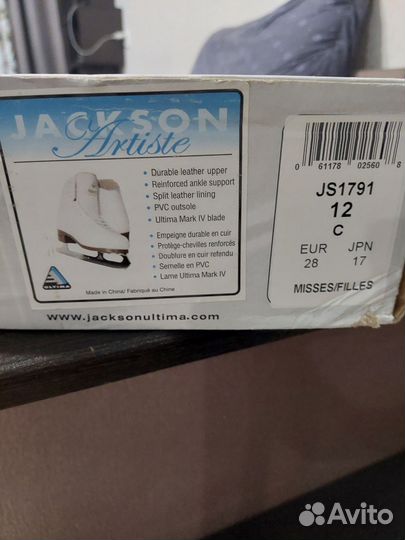 JACKSON
Artiste
• Durable leather upper
• Reinforced ankle support
• Split leather lining
• PVC outsole
• Ultima Mark IV blade
• Empeigne durable en cuir
• Protège-chevilles renforcés
• Doublure en cuir refendu
• Semelle en PVC
• Lame Ultima Mark IV
ULTIMA
Made in China/ Fabriqué au Chine
www.jacksonultima.com
0 61178 02560 8
JS1791
12
C
EUR JPN
28 17
MISSES/FILLES
Avito